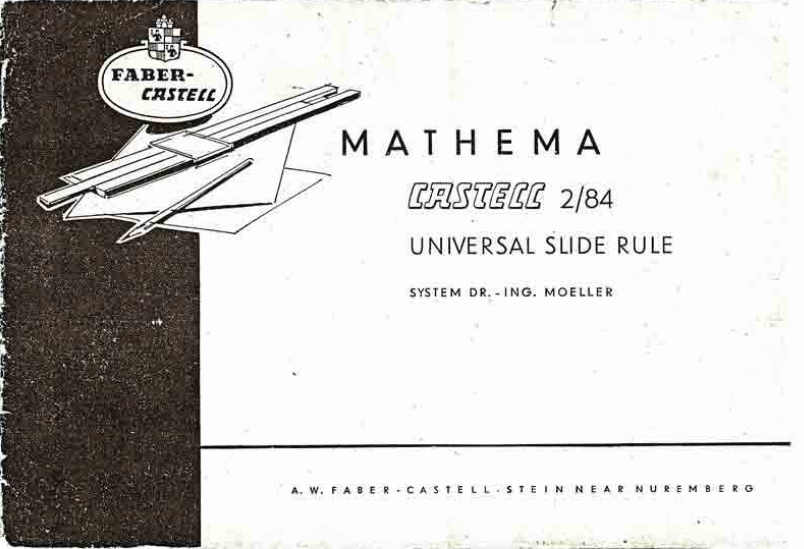 FABER-
CASTELL
MATHEMA
CASTELL 2/84
UNIVERSAL SLIDE RULE
SYSTEM DR.-ING. MOELLER
A. W. FABER-CASTELL-STEIN NEAR NUREMBERG